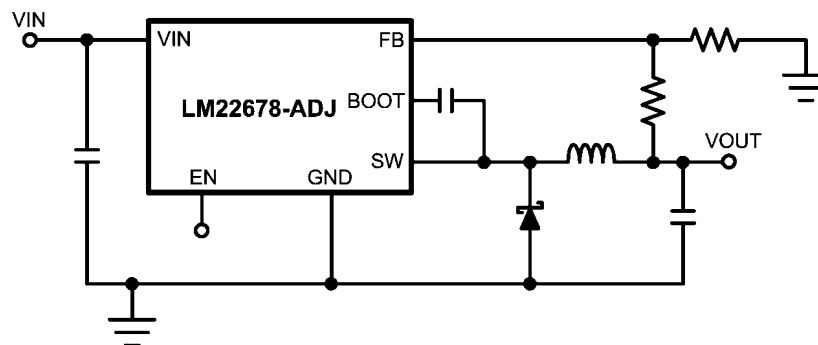 VIN
VIN
FB
LM22678-ADJ
BOOT
SW
VOUT
EN
GND